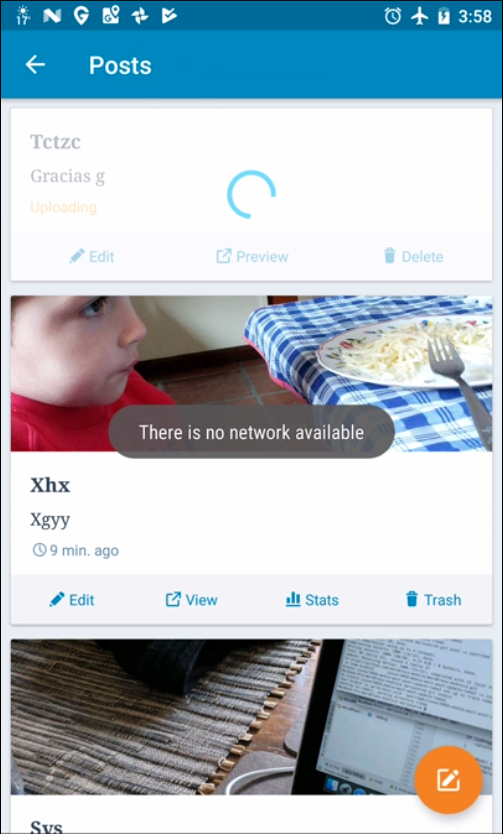 17°
3:58
Posts
Tctzc
Gracias g
Uploading
Edit Preview Delete
There is no network available
Xhx
Xgyy
9 min. ago
Edit View Stats Trash
Sys